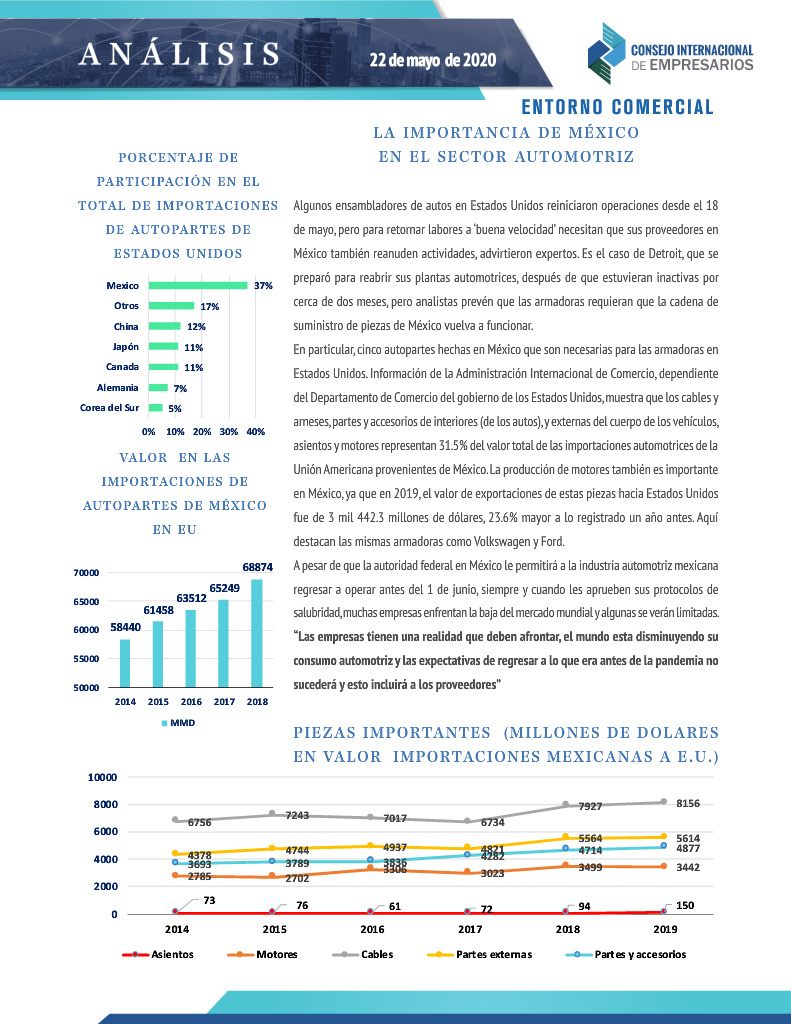 ANÁLISIS
22 de mayo de 2020
CONSEJO INTERNACIONAL
DE EMPRESARIOS
ENTORNO COMERCIAL
LA IMPORTANCIA DE MÉXICO
EN EL SECTOR AUTOMOTRIZ
PORCENTAJE DE
PARTICIPACIÓN EN EL
TOTAL DE IMPORTACIONES
DE AUTOPARTES DE
ESTADOS UNIDOS
Mexico 37%
Otros 17%
China 12%
Japón 11%
Canada 11%
Alemania 7%
Corea del Sur 5%
0% 10% 20% 30% 40%
VALOR EN LAS
IMPORTACIONES DE
AUTOPARTES DE MÉXICO
EN EU
70000
65000
60000
55000
50000
58440
61458
63512
65249
68874
2014 2015 2016 2017 2018
MMD
Algunos ensambladores de autos en Estados Unidos reiniciaron operaciones desde el 18
de mayo, pero para retornar labores a ‘buena velocidad’ necesitan que sus proveedores en
México también reanuden actividades, advirtieron expertos. Es el caso de Detroit, que se
preparó para reabrir sus plantas automotrices, después de que estuvieran inactivas por
cerca de dos meses, pero analistas prevén que las armadoras requieran que la cadena de
suministro de piezas de México vuelva a funcionar.
En particular, cinco autopartes hechas en México que son necesarias para las armadoras en
Estados Unidos. Información de la Administración Internacional de Comercio, dependiente
del Departamento de Comercio del gobierno de los Estados Unidos, muestra que los cables y
arneses, partes y accesorios de interiores (de los autos), y externas del cuerpo de los vehículos,
asientos y motores representan 31.5% del valor total de las importaciones automotrices de la
Unión Americana provenientes de México. La producción de motores también es importante
en México, ya que en 2019, el valor de exportaciones de estas piezas hacia Estados Unidos
fue de 3 mil 442.3 millones de dólares, 23.6% mayor a lo registrado un año antes. Aquí
destacan las mismas armadoras como Volkswagen y Ford.
A pesar de que la autoridad federal en México le permitirá a la industria automotriz mexicana
regresar a operar antes del 1 de junio, siempre y cuando les aprueben sus protocolos de
salubridad, muchas empresas enfrentan la baja del mercado mundial y algunas se verán limitadas.
“Las empresas tienen una realidad que deben afrontar, el mundo esta disminuyendo su
consumo automotriz y las expectativas de regresar a lo que era antes de la pandemia no
sucederá y esto incluirá a los proveedores”
PIEZAS IMPORTANTES (MILLONES DE DOLARES
EN VALOR IMPORTACIONES MEXICANAS A E.U.)
10000
8000
6000
4000
2000
0
6756 7243 7017 6734 7927 8156
4378 4744 4937 4821 5564 5614
3693 3789 3836 4282 4714 4877
2785 2702 3306 3023 3499 3442
73 76 61 72 94 150
2014 2015 2016 2017 2018 2019
Asientos Motores Cables Partes externas Partes y accesorios